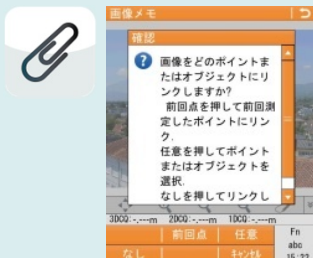 画像メモ
確認
画像をどのポイントま
たはオブジェクトにリ
ンクしますか?
前回点を押して前回測
定したポイントにリン
ク.
任意を押してポイント
またはオブジェクトを
選択.
なしを押してリンクし
3DCQ:-.---m 2DCQ:-.---m 1DCQ:-.---m
前回点 任意 Fn
abc
なし キャンセル 15:22